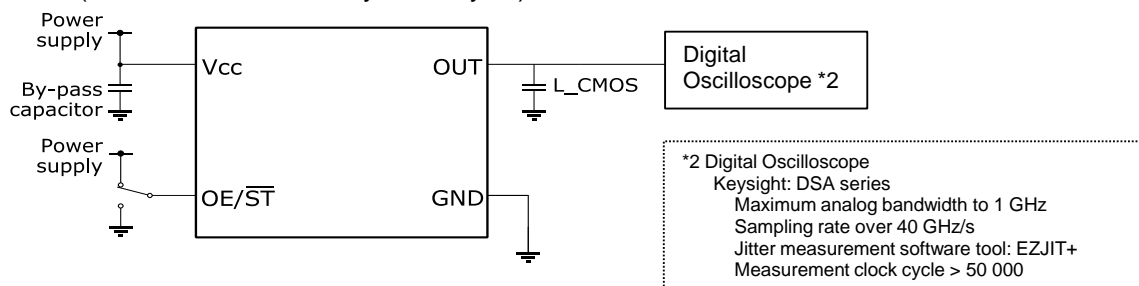 Power
supply
Vcc
By-pass
capacitor
Power
supply
OE/ST
OUT
GND
L_CMOS
Digital
Oscilloscope *2
*2 Digital Oscilloscope
Keysight: DSA series
Maximum analog bandwidth to 1 GHz
Sampling rate over 40 GHz/s
Jitter measurement software tool: EZJIT+
Measurement clock cycle > 50 000